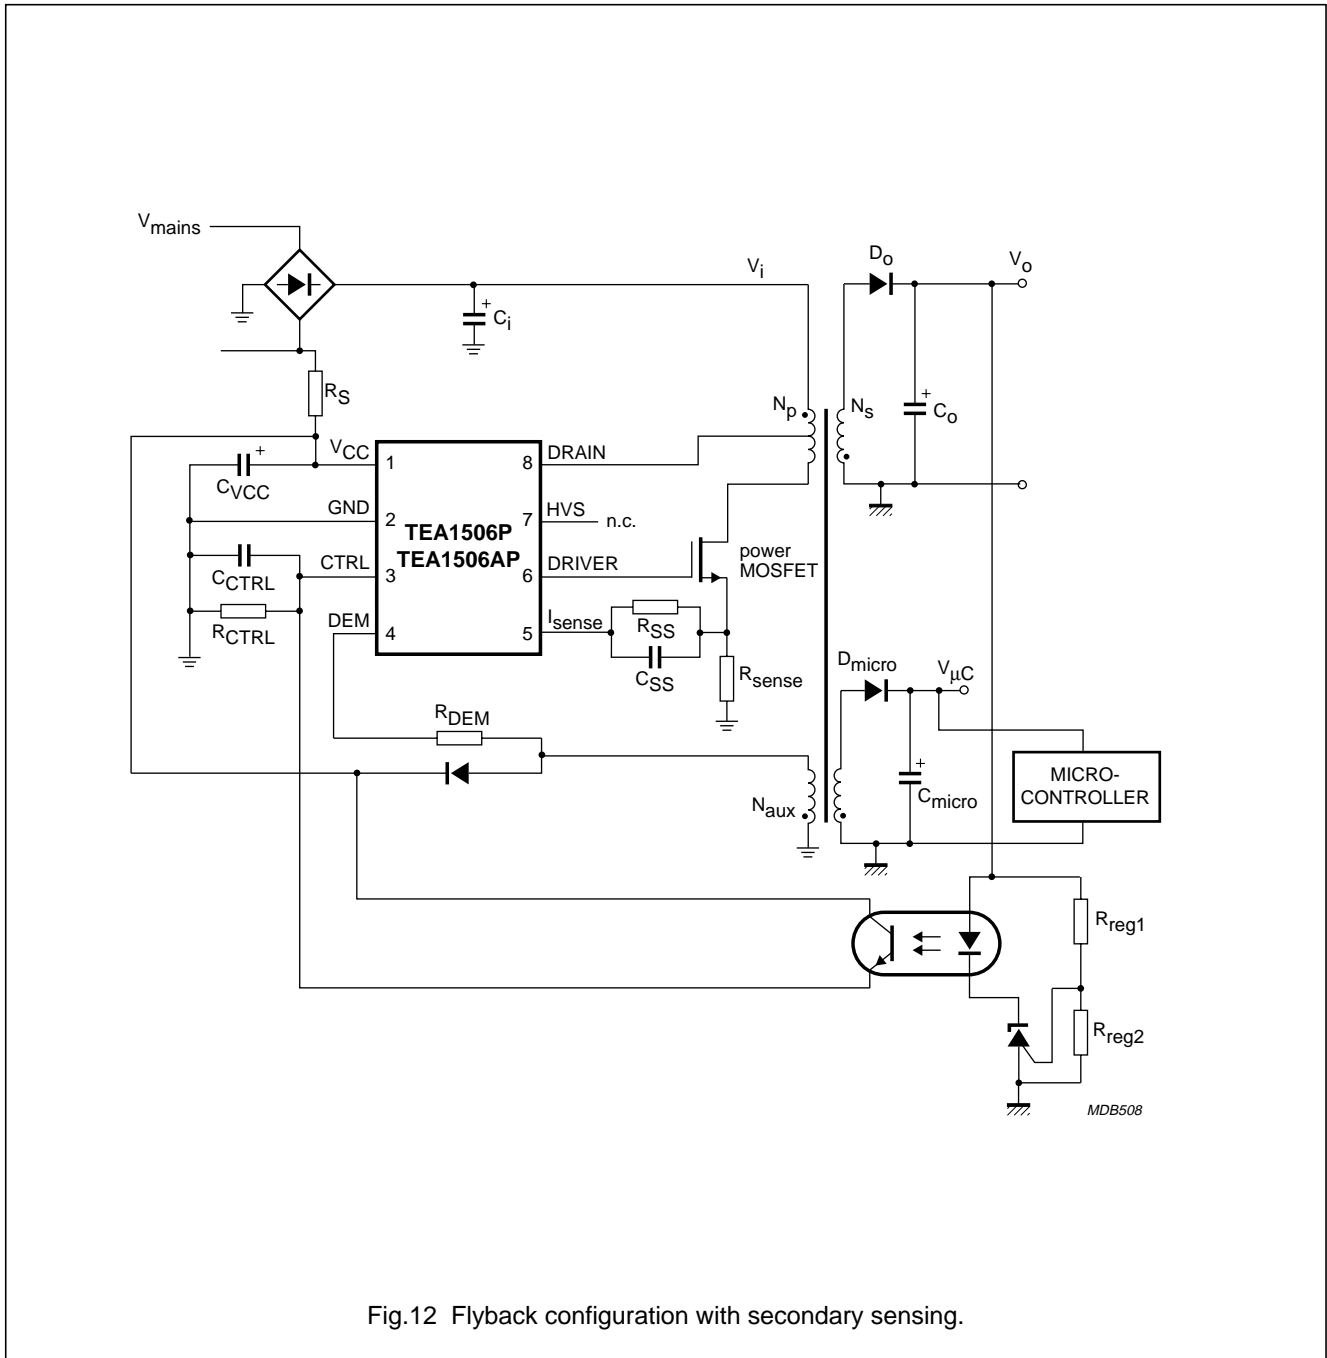 Vmains
Do
Vo
Vi
+
Ci
RS
Np
Ns
+
Co
VCC
+
CVCC
1
8
DRAIN
GND
2
7
HVS
n.c.
TEA1506P
TEA1506AP
CTRL
3
6
DRIVER
power
MOSFET
CCTRL
DEM
4
5
Isense
RSS
RCTRL
CSS
Rsense
Dmicro
VμC
RDEM
+
Cmicro
MICRO-
CONTROLLER
Naux
Rreg1
Rreg2
MDB508
Fig.12 Flyback configuration with secondary sensing.